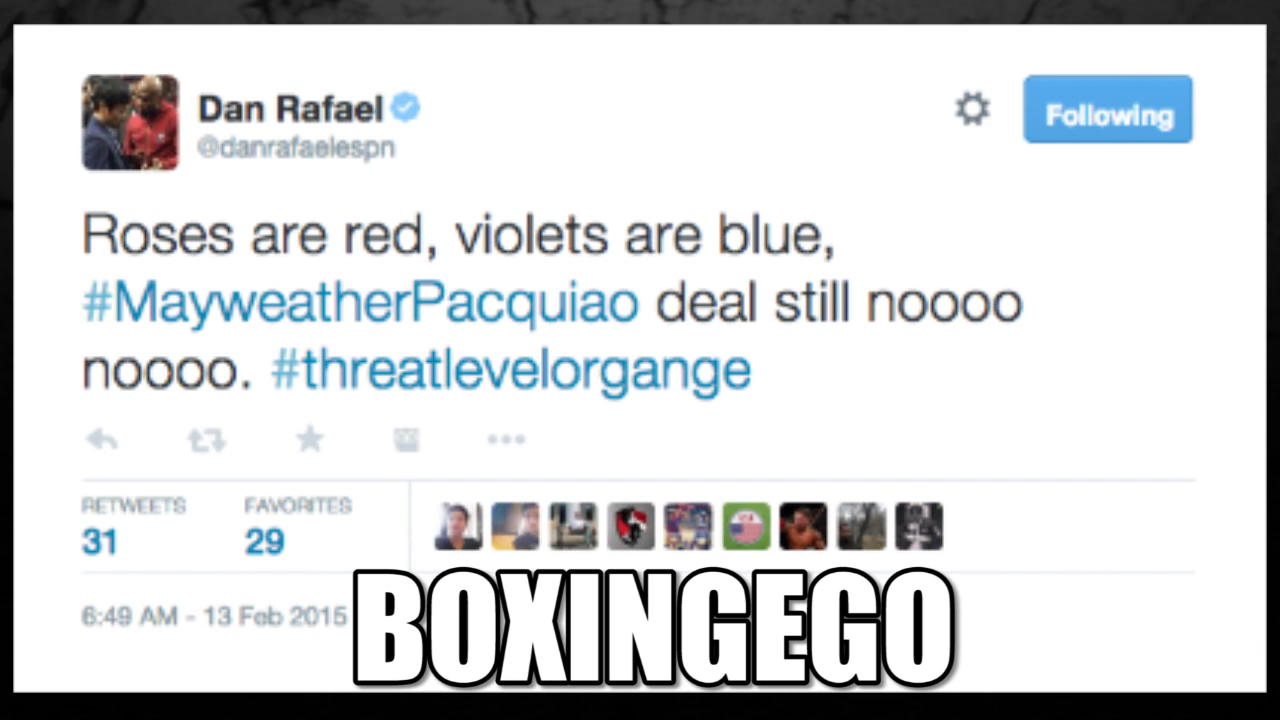 Dan Rafael
@danrafaelespn
Following
Roses are red, violets are blue,
#MayweatherPacquiao deal still noooo
noooo. #threatlevelorgange
RETWEETS FAVORITES
31 29
6:49 AM - 13 Feb 2015
BOXINGEGO